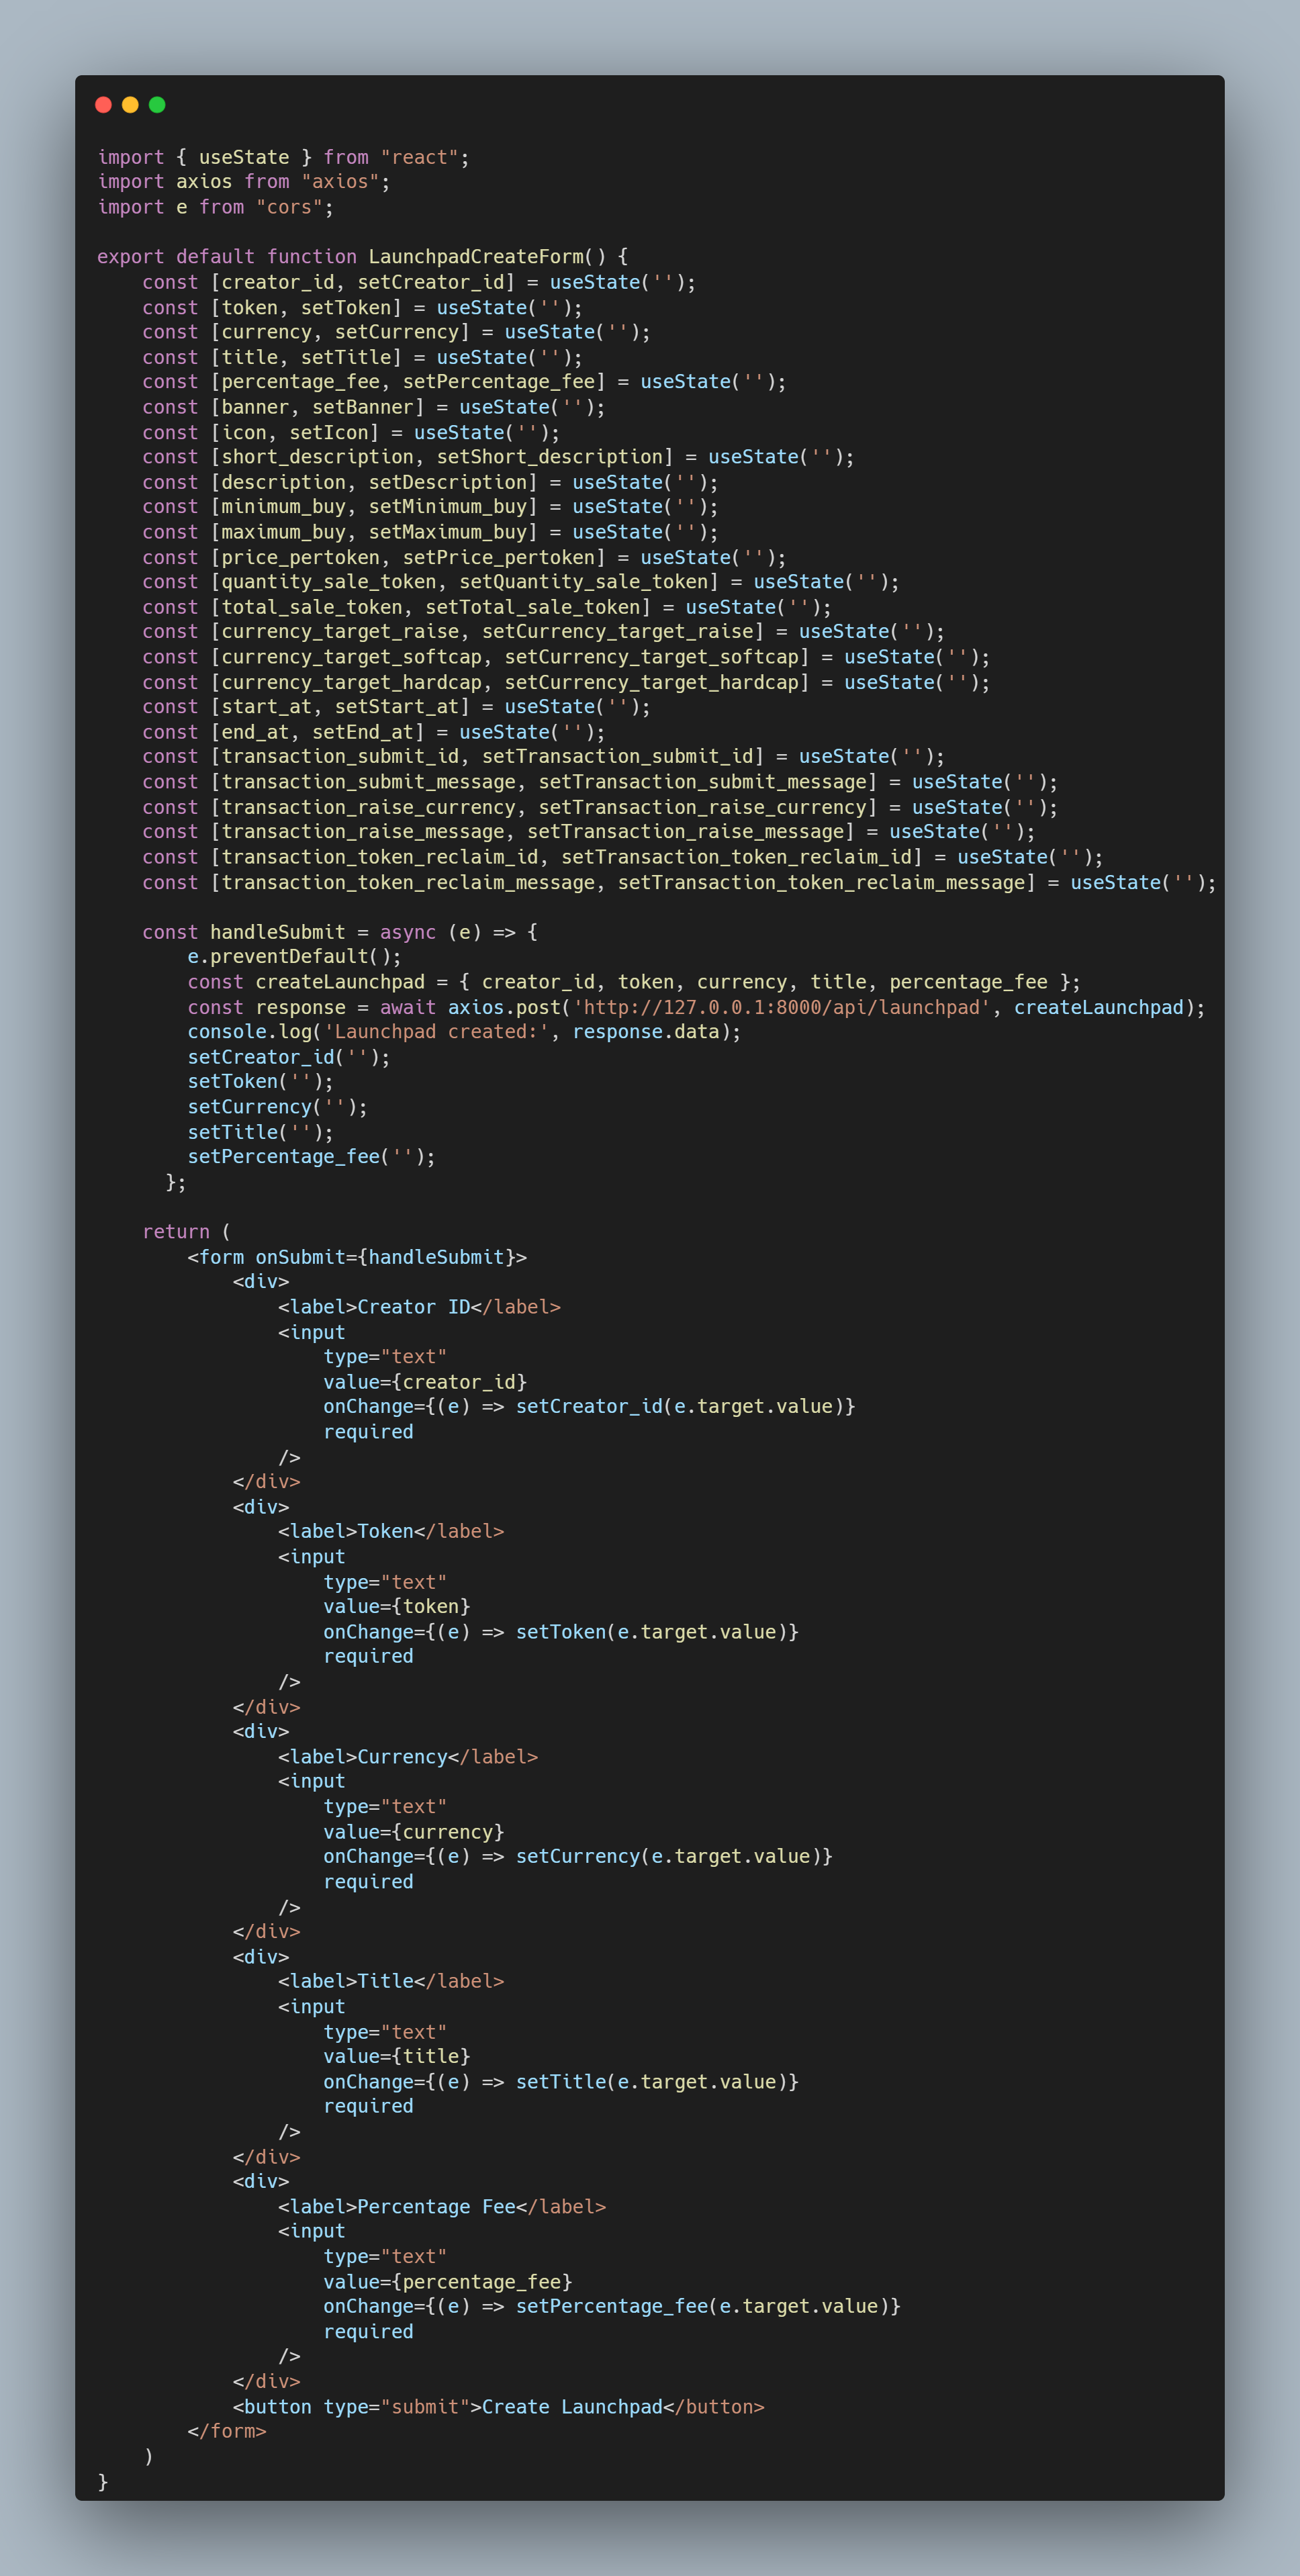 import { useState } from "react";
import axios from "axios";
import e from "cors";

export default function LaunchpadCreateForm() {
    const [creator_id, setCreator_id] = useState('');
    const [token, setToken] = useState('');
    const [currency, setCurrency] = useState('');
    const [title, setTitle] = useState('');
    const [percentage_fee, setPercentage_fee] = useState('');
    const [banner, setBanner] = useState('');
    const [icon, setIcon] = useState('');
    const [short_description, setShort_description] = useState('');
    const [description, setDescription] = useState('');
    const [minimum_buy, setMinimum_buy] = useState('');
    const [maximum_buy, setMaximum_buy] = useState('');
    const [price_pertoken, setPrice_pertoken] = useState('');
    const [quantity_sale_token, setQuantity_sale_token] = useState('');
    const [total_sale_token, setTotal_sale_token] = useState('');
    const [currency_target_raise, setCurrency_target_raise] = useState('');
    const [currency_target_softcap, setCurrency_target_softcap] = useState('');
    const [currency_target_hardcap, setCurrency_target_hardcap] = useState('');
    const [start_at, setStart_at] = useState('');
    const [end_at, setEnd_at] = useState('');
    const [transaction_submit_id, setTransaction_submit_id] = useState('');
    const [transaction_submit_message, setTransaction_submit_message] = useState('');
    const [transaction_raise_currency, setTransaction_raise_currency] = useState('');
    const [transaction_raise_message, setTransaction_raise_message] = useState('');
    const [transaction_token_reclaim_id, setTransaction_token_reclaim_id] = useState('');
    const [transaction_token_reclaim_message, setTransaction_token_reclaim_message] = useState('');

    const handleSubmit = async (e) => {
        e.preventDefault();
        const createLaunchpad = { creator_id, token, currency, title, percentage_fee };
        const response = await axios.post('http://127.0.0.1:8000/api/launchpad', createLaunchpad);
        console.log('Launchpad created:', response.data);
        setCreator_id('');
        setToken('');
        setCurrency('');
        setTitle('');
        setPercentage_fee('');
      };

    return (
        <form onSubmit={handleSubmit}>
            <div>
                <label>Creator ID</label>
                <input
                    type="text"
                    value={creator_id}
                    onChange={(e) => setCreator_id(e.target.value)}
                    required
                />
            </div>
            <div>
                <label>Token</label>
                <input
                    type="text"
                    value={token}
                    onChange={(e) => setToken(e.target.value)}
                    required
                />
            </div>
            <div>
                <label>Currency</label>
                <input
                    type="text"
                    value={currency}
                    onChange={(e) => setCurrency(e.target.value)}
                    required
                />
            </div>
            <div>
                <label>Title</label>
                <input
                    type="text"
                    value={title}
                    onChange={(e) => setTitle(e.target.value)}
                    required
                />
            </div>
            <div>
                <label>Percentage Fee</label>
                <input
                    type="text"
                    value={percentage_fee}
                    onChange={(e) => setPercentage_fee(e.target.value)}
                    required
                />
            </div>
            <button type="submit">Create Launchpad</button>
        </form>
    )
}